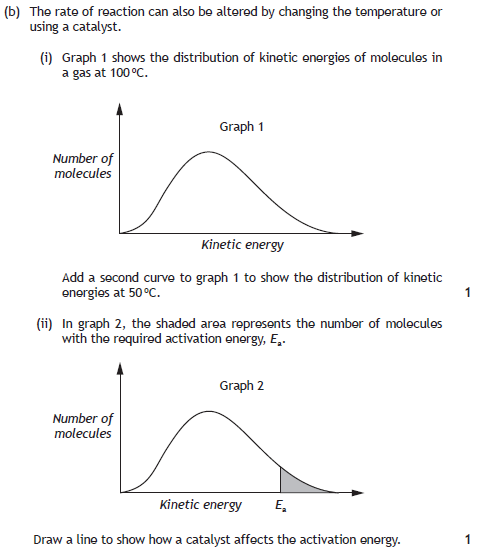 (b) The rate of reaction can also be altered by changing the temperature or
using a catalyst.
(i) Graph 1 shows the distribution of kinetic energies of molecules in
a gas at 100 °C.
Graph 1
Number of
molecules
Kinetic energy
Add a second curve to graph 1 to show the distribution of kinetic
energies at 50 °C.
1
(ii) In graph 2, the shaded area represents the number of molecules
with the required activation energy, Eₐ.
Graph 2
Number of
molecules
Kinetic energy Eₐ
Draw a line to show how a catalyst affects the activation energy.
1